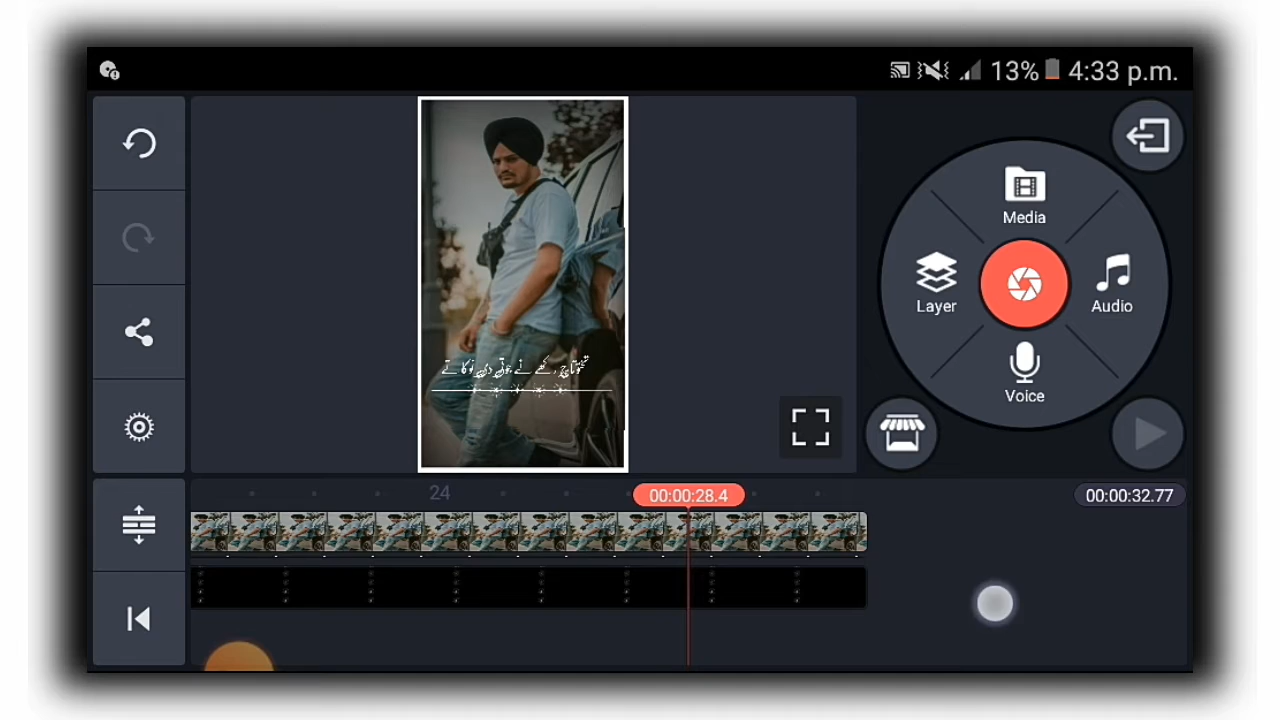 13% 4:33 p.m.
Media
Layer
Audio
Voice
24
00:00:28.4
00:00:32.77